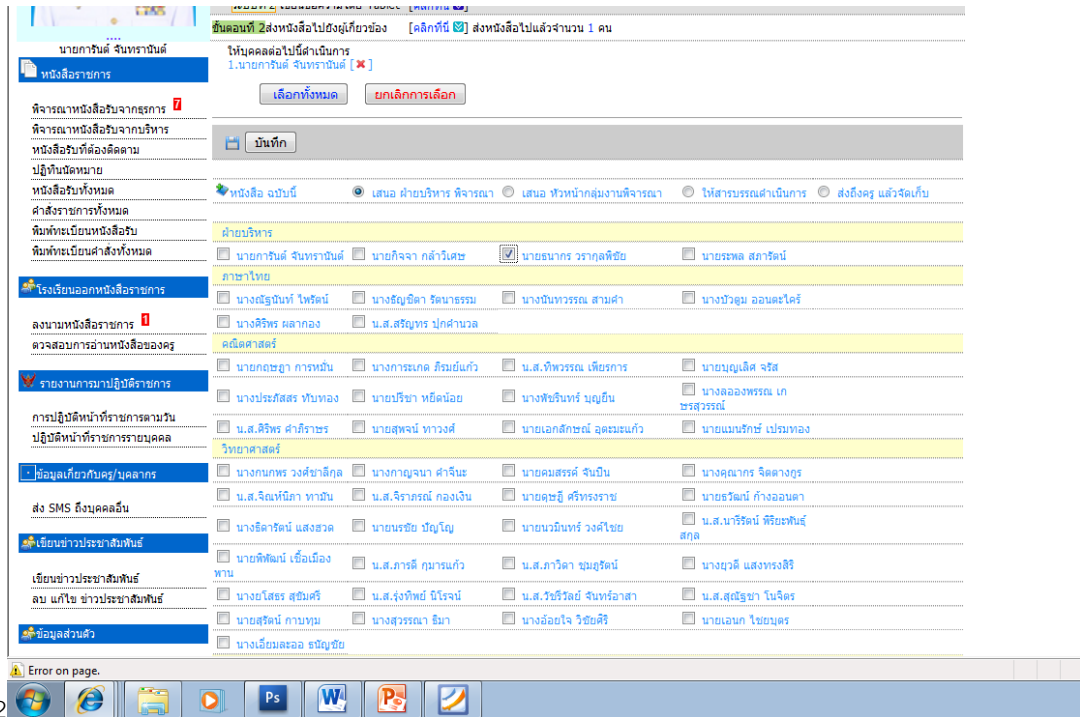 ขั้นตอนที่ 2ส่งหนังสือไปยังผู้เกี่ยวข้อง [คลิกที่นี่] ส่งหนังสือไปแล้วจำนวน 1 คน
ให้บุคคลต่อไปนี้ดำเนินการ
1.นายการันต์ จันทรานันต์ [ ]
เลือกทั้งหมด ยกเลิกการเลือก
บันทึก
หนังสือ ฉบับนี้ เสนอ ฝ่ายบริหาร พิจารณา เสนอ หัวหน้ากลุ่มงานพิจารณา ให้สารบรรณดำเนินการ ส่งถึงครู แล้วจัดเก็บ
ฝ่ายบริหาร
นายการันต์ จันทรานันต์ นายกิจจา กล้าวิเศษ นายธนากร วรากุลพิชัย นายระพล สภารัตน์
ภาษาไทย
นางณัฐนันท์ ไพรัตน์ นางธัญชิตา รัตนาธรรม นางนันทวรรณ สามคำ นางบัวตูม ออนตะไคร้
นางศิริพร ผลากอง น.ส.สรัญทร ปุกคำนวล
คณิตศาสตร์
นายกฤษฎา การหมั่น นางการะเกด ภิรมย์แก้ว น.ส.ทิพวรรณ เพียรการ นายบุญเลิศ จรัส
นางประภัสสร ทับทอง นายปรีชา หยีดน้อย นางพัชรินทร์ บุญยืน นางลอองพรรณ เกษรสุวรรณ์
น.ส.ศิริพร คำภิราษร นายสุพจน์ ทาวงศ์ นายเอกลักษณ์ อุตะมะแก้ว นายแมนรักษ์ เปรมทอง
วิทยาศาสตร์
นางกนกพร วงศ์ชาลีกุล นางกาญจนา คำจีนะ นายคมสรรค์ จันบีน นางคุณากร จิตตางกูร
น.ส.จิณห์นิภา ทามัน น.ส.จิราภรณ์ กองเงิน นายดุษฎี ศรีทรงราช นายธวัฒน์ ก้างออนตา
นางธิดารัตน์ แสงฮวด นายนรชัย ปัญโญ นายนวมินทร์ วงค์ไชย น.ส.นารีรัตน์ พิริยะพันธุ์สกุล
นายพิพัฒน์ เชื้อเมืองพาน น.ส.ภารดี กุมารแก้ว น.ส.ภาวิดา ชุมภูรัตน์ นางยุวดี แสงทรงสิริ
นางยโสธร สุขัมศรี น.ส.รุ่งทิพย์ นิโรจน์ น.ส.วัชรีวัลย์ จันทร์อาสา น.ส.สุณัฐชา โนจิตร
นายสุรัตน์ กาบทุม นางสุวรรณา ธิมา นางอ้อยใจ วิชัยศิริ นายเอนก ไชยบุตร
นางเอี่ยมละออ ธนัญชัย
นายการันต์ จันทรานันต์
หนังสือราชการ
พิจารณาหนังสือรับจากธุรการ 7
พิจารณาหนังสือรับจากบริหาร
หนังสือรับที่ต้องติดตาม
ปฏิทินนัดหมาย
หนังสือรับทั้งหมด
คำสั่งราชการทั้งหมด
พิมพ์ทะเบียนหนังสือรับ
พิมพ์ทะเบียนคำสั่งทั้งหมด
โรงเรียนออกหนังสือราชการ
ลงนามหนังสือราชการ 1
ตวจสอบการอ่านหนังสือของครู
รายงานการมาปฏิบัติราชการ
การปฏิบัติหน้าที่ราชการตามวัน
ปฏิบัติหน้าที่ราชการรายบุคคล
ข้อมูลเกี่ยวกับครู/บุคลากร
ส่ง SMS ถึงบุคคลอื่น
เขียนข่าวประชาสัมพันธ์
เขียนข่าวประชาสัมพันธ์
ลบ แก้ไข ข่าวประชาสัมพันธ์
ข้อมูลส่วนตัว
Error on page.
Ps